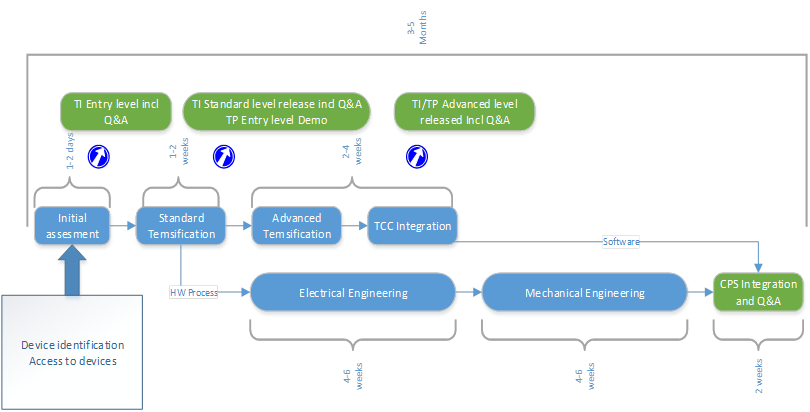 3-5
Months
TI Entry level incl
Q&A
TI Standard level release incl Q&A
TP Entry level Demo
TI/TP Advanced level
released Incl Q&A
1-2 days
1-2
weeks
2-4
weeks
Initial
assesment
Standard
Temsification
Advanced
Temsification
TCC Integration
Software
HW Process
Electrical Engineering
Mechanical Engineering
CPS Integration
and Q&A
Device identification
Access to devices
4-6
weeks
4-6
weeks
2 weeks